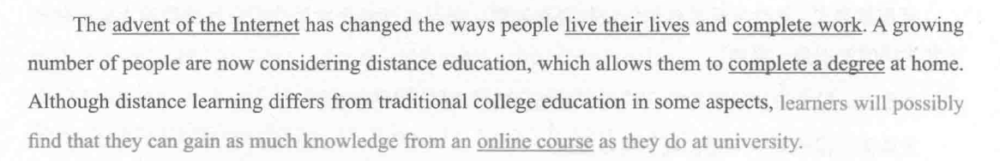 The advent of the Internet has changed the ways people live their lives and complete work. A growing
number of people are now considering distance education, which allows them to complete a degree at home.
Although distance learning differs from traditional college education in some aspects, learners will possibly
find that they can gain as much knowledge from an online course as they do at university.